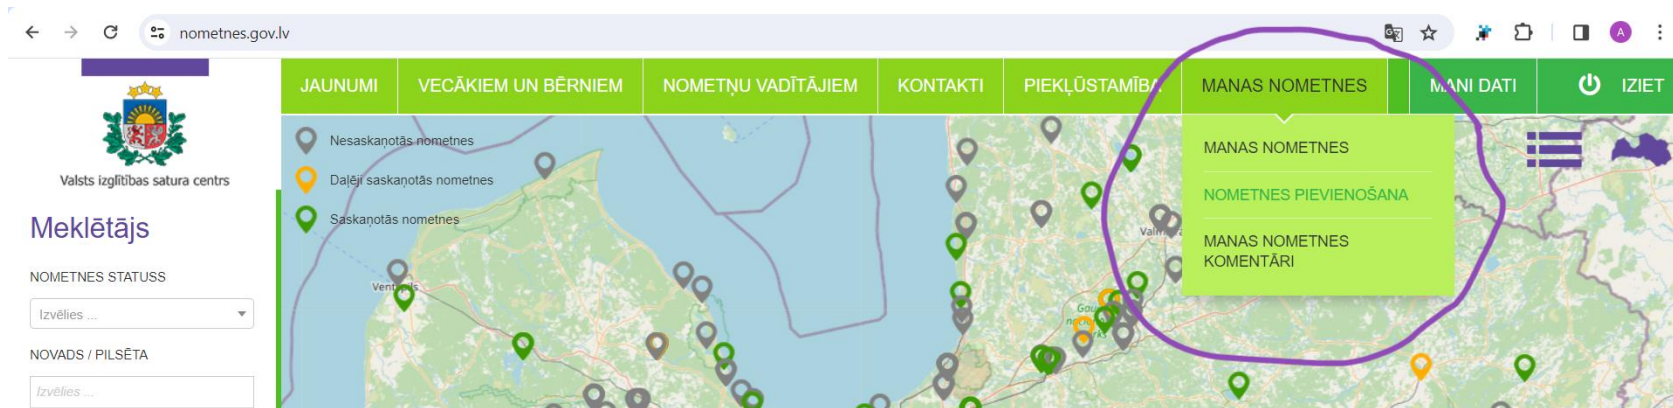 nometnes.gov.lv
A
JAUNUMI
VECĀKIEM UN BĒRNIEM
NOMETŅU VADĪTĀJIEM
KONTAKTI
PIEKĻŪSTAMĪBA
MANAS NOMETNES
MANI DATI
IZIET
Valsts izglītības satura centrs
Meklētājs
NOMETNES STATUSS
Izvēlies ...
NOVADS / PILSĒTA
Izvēlies ...
Nesaskaņotās nometnes
Daļēji saskaņotās nometnes
Saskaņotās nometnes
MANAS NOMETNES
NOMETNES PIEVIENOŠANA
MANAS NOMETNES
KOMENTĀRI